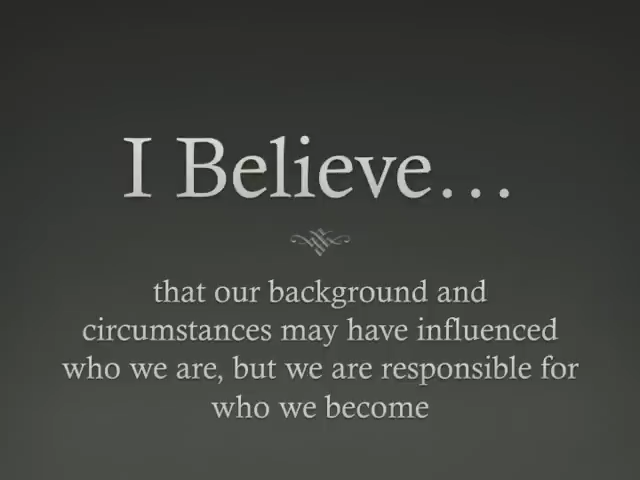 I Believe...
that our background and
circumstances may have influenced
who we are, but we are responsible for
who we become